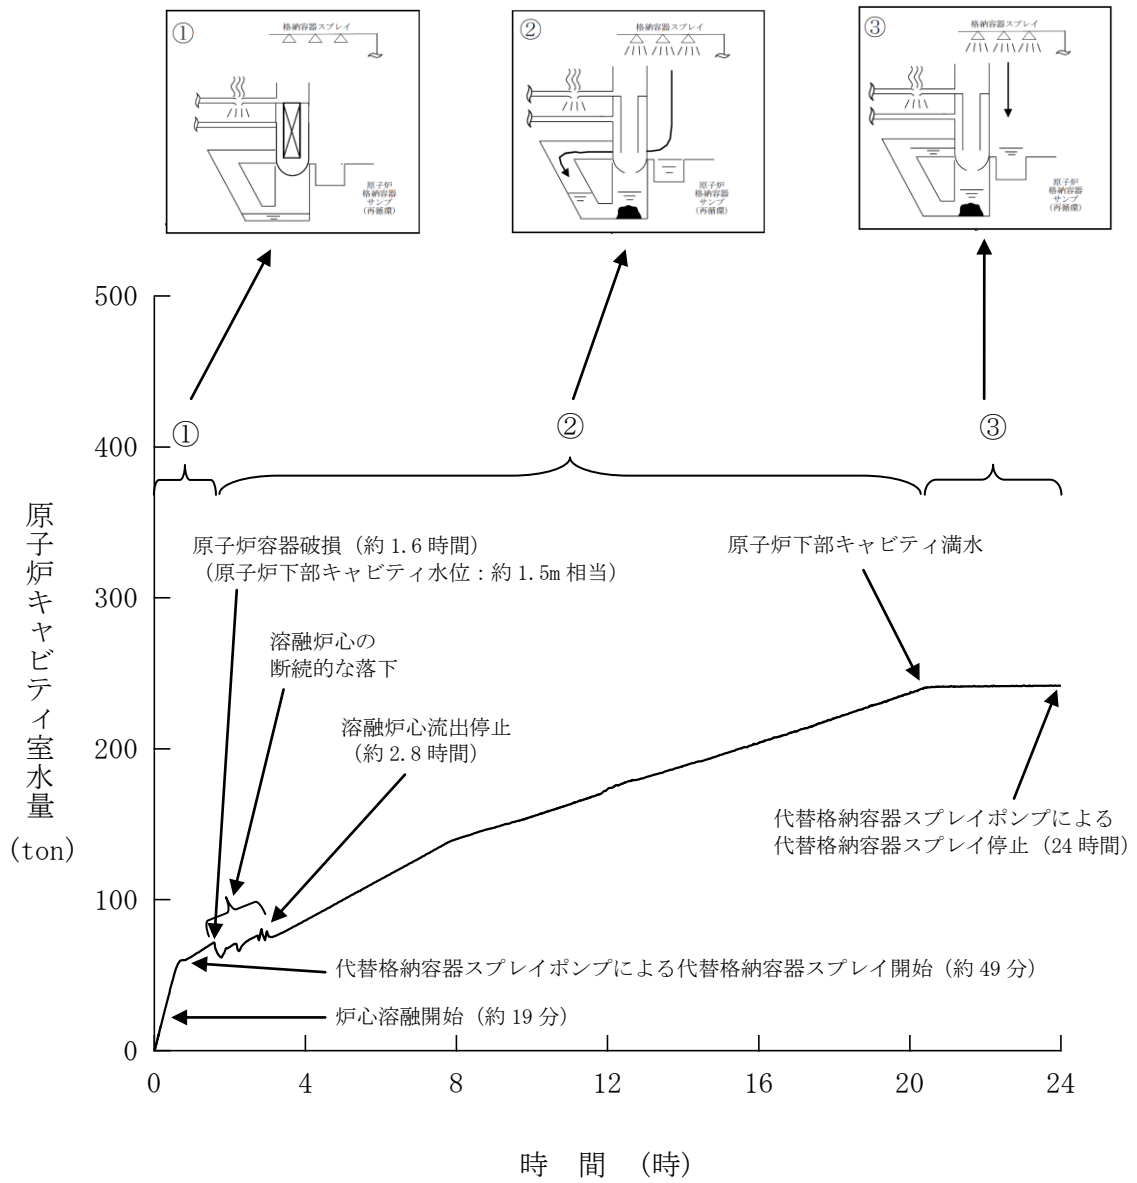 ①
格納容器スプレイ
原子炉
格納容器
サンプ
(再循環)
②
格納容器スプレイ
原子炉
格納容器
サンプ
(再循環)
③
格納容器スプレイ
原子炉
格納容器
サンプ
(再循環)
500
400
300
200
100
0
原子炉キャビティ室水量
(ton)
①
②
③
原子炉容器破損（約 1.6 時間）
（原子炉下部キャビティ水位：約 1.5m 相当）
原子炉下部キャビティ満水
溶融炉心の
断続的な落下
溶融炉心流出停止
（約 2.8 時間）
代替格納容器スプレイポンプによる
代替格納容器スプレイ停止（24 時間）
代替格納容器スプレイポンプによる代替格納容器スプレイ開始（約 49 分）
炉心溶融開始（約 19 分）
0
4
8
12
16
20
24
時 間 (時)